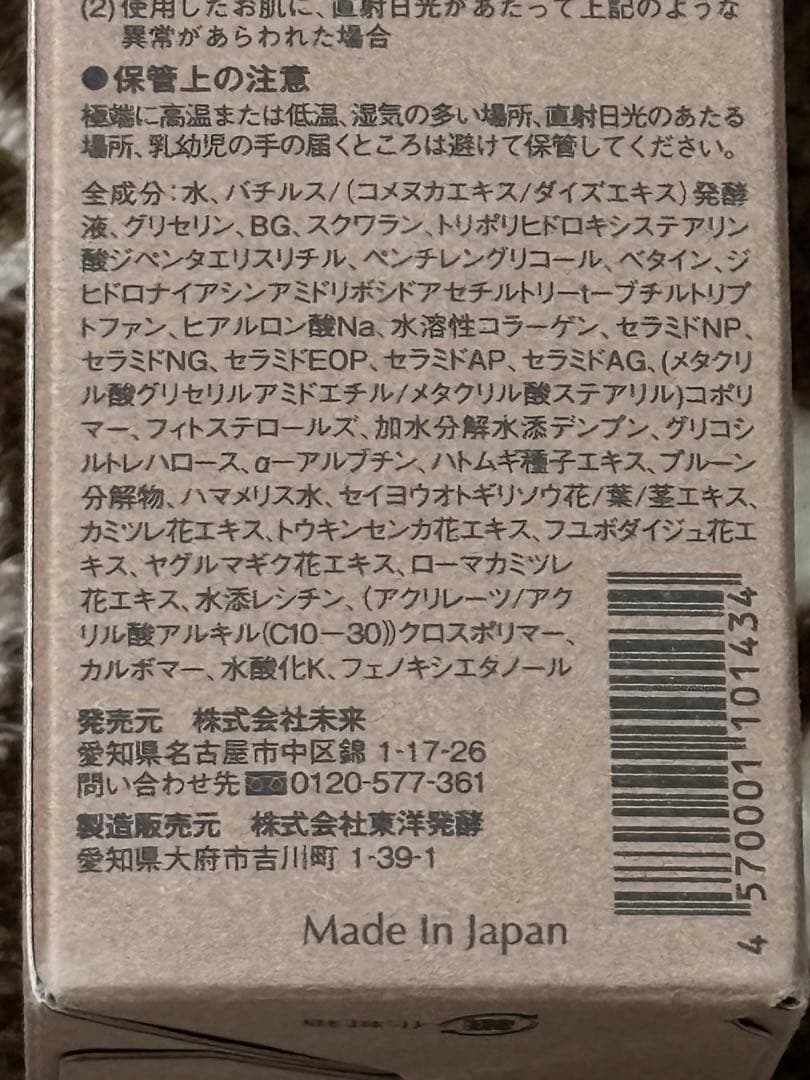 (2)使用したお肌に、直射日光があたって上記のような
異常があらわれた場合
●保管上の注意
極端に高温または低温、湿気の多い場所、直射日光のあたる
場所、乳幼児の手の届くところは避けて保管してください。
全成分:水、バチルス/(コメヌカエキス/ダイズエキス)発酵
液、グリセリン、BG、スクワラン、トリポリヒドロキシステアリン
酸ジペンタエリスリチル、ペンチレングリコール、ベタイン、ジ
ヒドロナイアシンアミドリボシドアセチルトリーt−ブチルトリプ
トファン、ヒアルロン酸Na、水溶性コラーゲン、セラミドNP、
セラミドNG、セラミドEOP、セラミドAP、セラミドAG、(メタクリ
ル酸グリセリルアミドエチル/メタクリル酸ステアリル)コポリ
マー、フィトステロールズ、加水分解水添デンプン、グリコシ
ルトレハロース、α−アルブチン、ハトムギ種子エキス、プルーン
分解物、ハマメリス水、セイヨウオトギリソウ花/葉/茎エキス、
カミツレ花エキス、トウキンセンカ花エキス、フユボダイジュ花エ
キス、ヤグルマギク花エキス、ローマカミツレ
花エキス、水添レシチン、(アクリレーツ/アク
リル酸アルキル(C10−30))クロスポリマー、
カルボマー、水酸化K、フェノキシエタノール
発売元 株式会社未来
愛知県名古屋市中区錦 1-17-26
問い合わせ先 0120-577-361
製造販売元 株式会社東洋発酵
愛知県大府市吉川町 1-39-1
Made In Japan
4 570001 101434